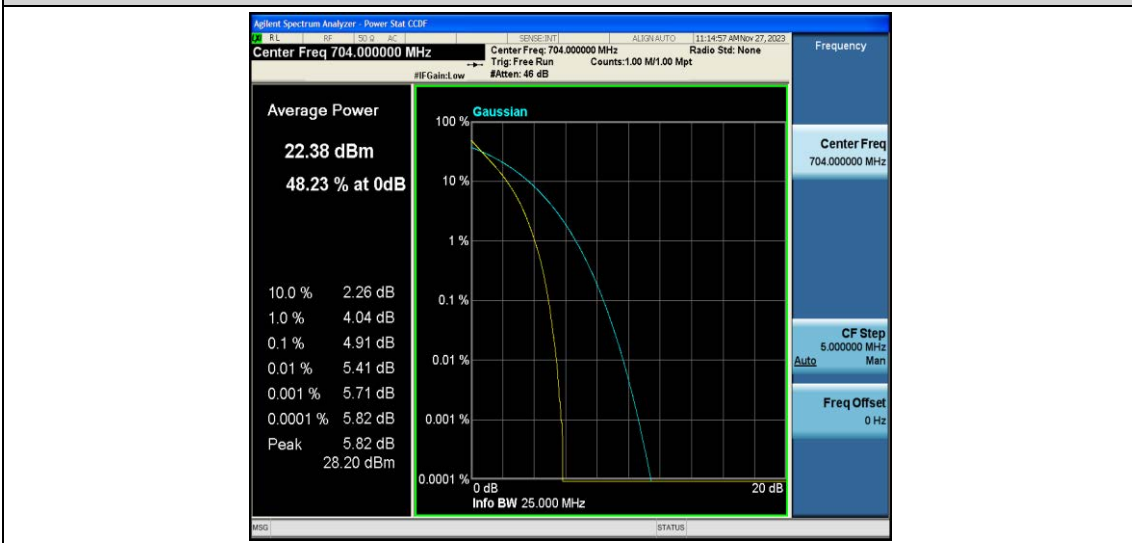 Agilent Spectrum Analyzer - Power Stat CCDF
LXI RL RF 50 Ω AC SENSE:INT ALIGN AUTO 11:14:57 AM Nov 27, 2023
Center Freq 704.000000 MHz
Center Freq: 704.000000 MHz Radio Std: None
Trig: Free Run Counts:1.00 M/1.00 Mpt
#IFGain:Low #Atten: 46 dB
Average Power
22.38 dBm
48.23 % at 0dB
10.0 % 2.26 dB
1.0 % 4.04 dB
0.1 % 4.91 dB
0.01 % 5.41 dB
0.001 % 5.71 dB
0.0001 % 5.82 dB
Peak 5.82 dB
28.20 dBm
Gaussian
100 %
10 %
1 %
0.1 %
0.01 %
0.001 %
0.0001 %
0 dB 20 dB
Info BW 25.000 MHz
Frequency
Center Freq
704.000000 MHz
CF Step
5.000000 MHz
Auto Man
Freq Offset
0 Hz
MSG STATUS